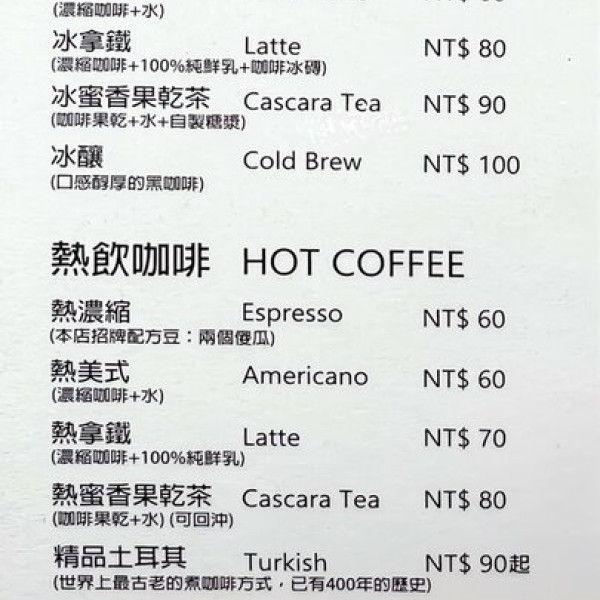 (濃縮咖啡+水)
冰拿鐵 Latte NT$ 80
(濃縮咖啡+100%純鮮乳+咖啡冰磚)
冰蜜香果乾茶 Cascara Tea NT$ 90
(咖啡果乾+水+自製糖漿)
冰釀 Cold Brew NT$ 100
(口感醇厚的黑咖啡)
熱飲咖啡 HOT COFFEE
熱濃縮 Espresso NT$ 60
(本店招牌配方豆：兩個傻瓜)
熱美式 Americano NT$ 60
(濃縮咖啡+水)
熱拿鐵 Latte NT$ 70
(濃縮咖啡+100%純鮮乳)
熱蜜香果乾茶 Cascara Tea NT$ 80
(咖啡果乾+水) (可回沖)
精品土耳其 Turkish NT$ 90起
(世界上最古老的煮咖啡方式，已有400年的歷史)